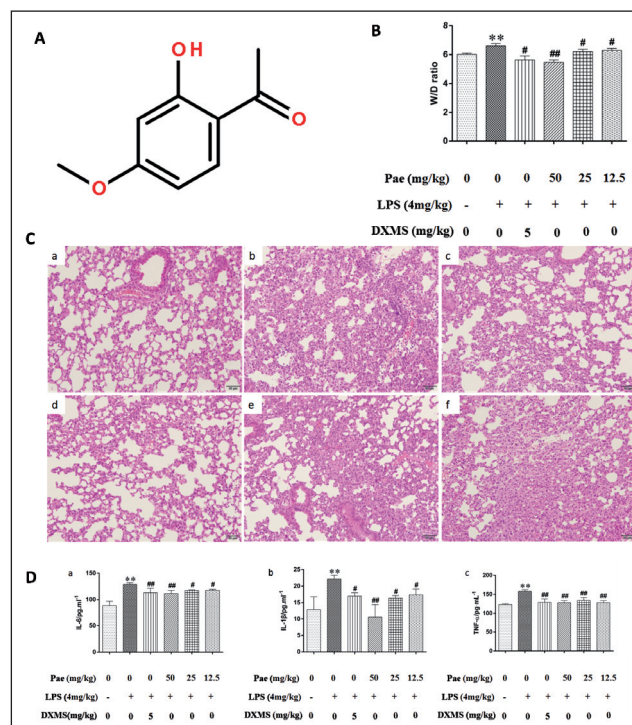 A
OH
O
O
B
W/D ratio
8
6
4
2
0
** # ## # #
Pae (mg/kg) 0 0 0 50 25 12.5
LPS (4mg/kg) - + + + + +
DXMS (mg/kg) 0 0 5 0 0 0
C
a b c
d e f
D
a
IL-6/pg.ml-1
150
100
50
0
** ## ## # #
Pae (mg/kg) 0 0 0 50 25 12.5
LPS (4mg/kg) - + + + + +
DXMS(mg/kg) 0 0 5 0 0 0
b
IL-1β/pg.ml-1
25
20
15
10
5
0
** # ## # #
Pae (mg/kg) 0 0 0 50 25 12.5
LPS (4mg/kg) - + + + + +
DXMS(mg/kg) 0 0 5 0 0 0
c
TNF-α/pg·mL-1
200
150
100
50
0
** ## ## ## ##
Pae (mg/kg) 0 0 0 50 25 12.5
LPS (4mg/kg) - + + + + +
DXMS(mg/kg) 0 0 5 0 0 0